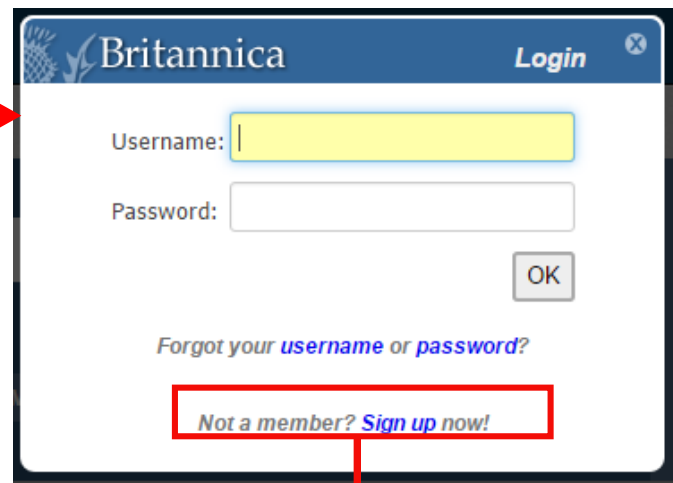 Britannica Login
Username:
Password:
OK
Forgot your username or password?
Not a member? Sign up now!